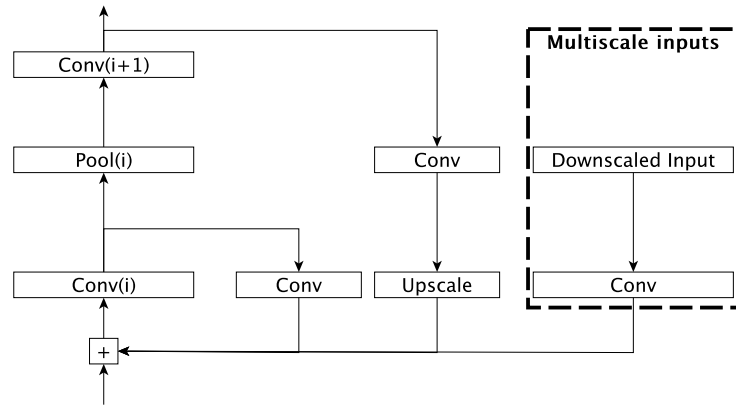 Multiscale inputs
Conv(i+1)
Pool(i)
Conv
Downscaled Input
Conv(i)
Conv
Upscale
Conv
+